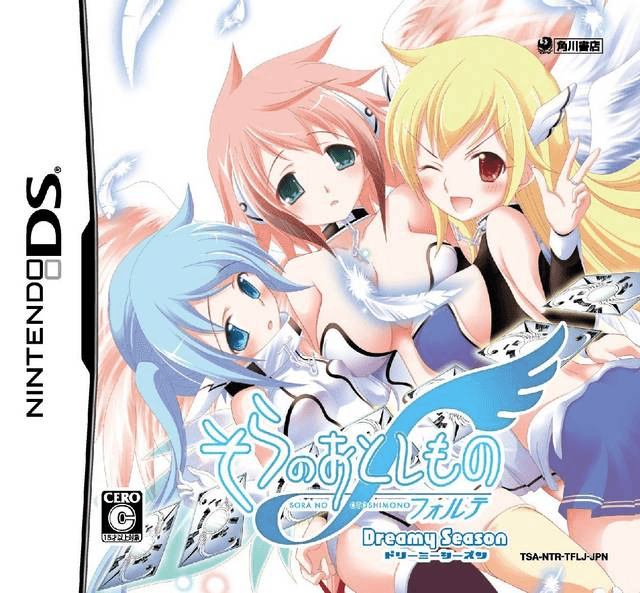 角川書店
NINTENDO DS®
そらのおとしもの
SORA NO OTOSHIMONO
フォルテ
Dreamy Season
ドリーミーシーズン
CERO
C
15才以上対象
TSA-NTR-TFLJ-JPN